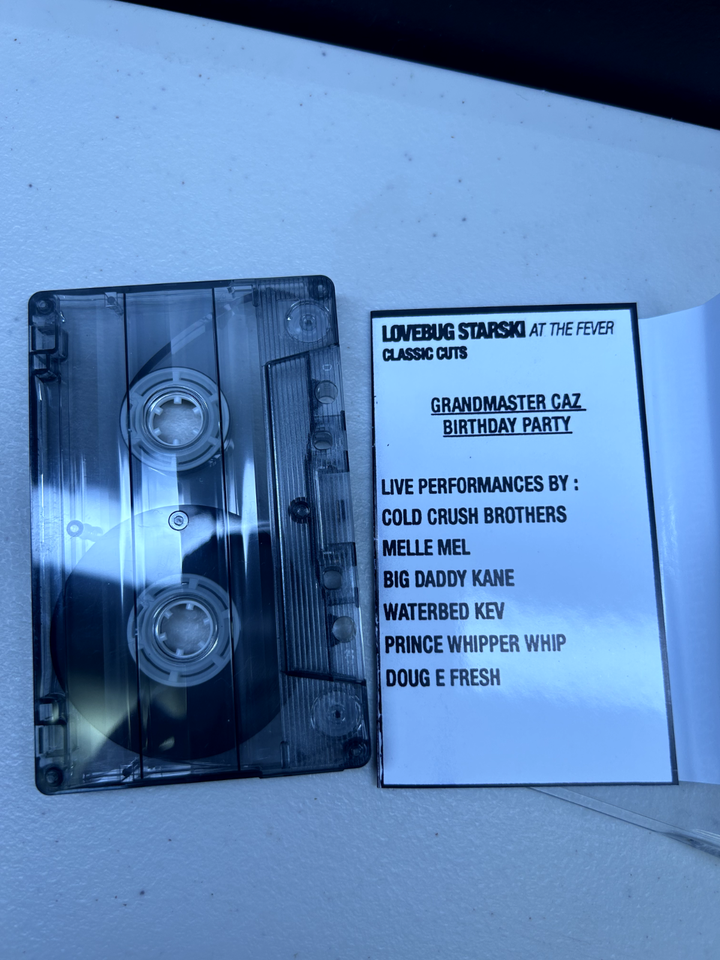 LOVEBUG STARSKI AT THE FEVER
CLASSIC CUTS
GRANDMASTER CAZ
BIRTHDAY PARTY
LIVE PERFORMANCES BY :
COLD CRUSH BROTHERS
MELLE MEL
BIG DADDY KANE
WATERBED KEV
PRINCE WHIPPER WHIP
DOUG E FRESH